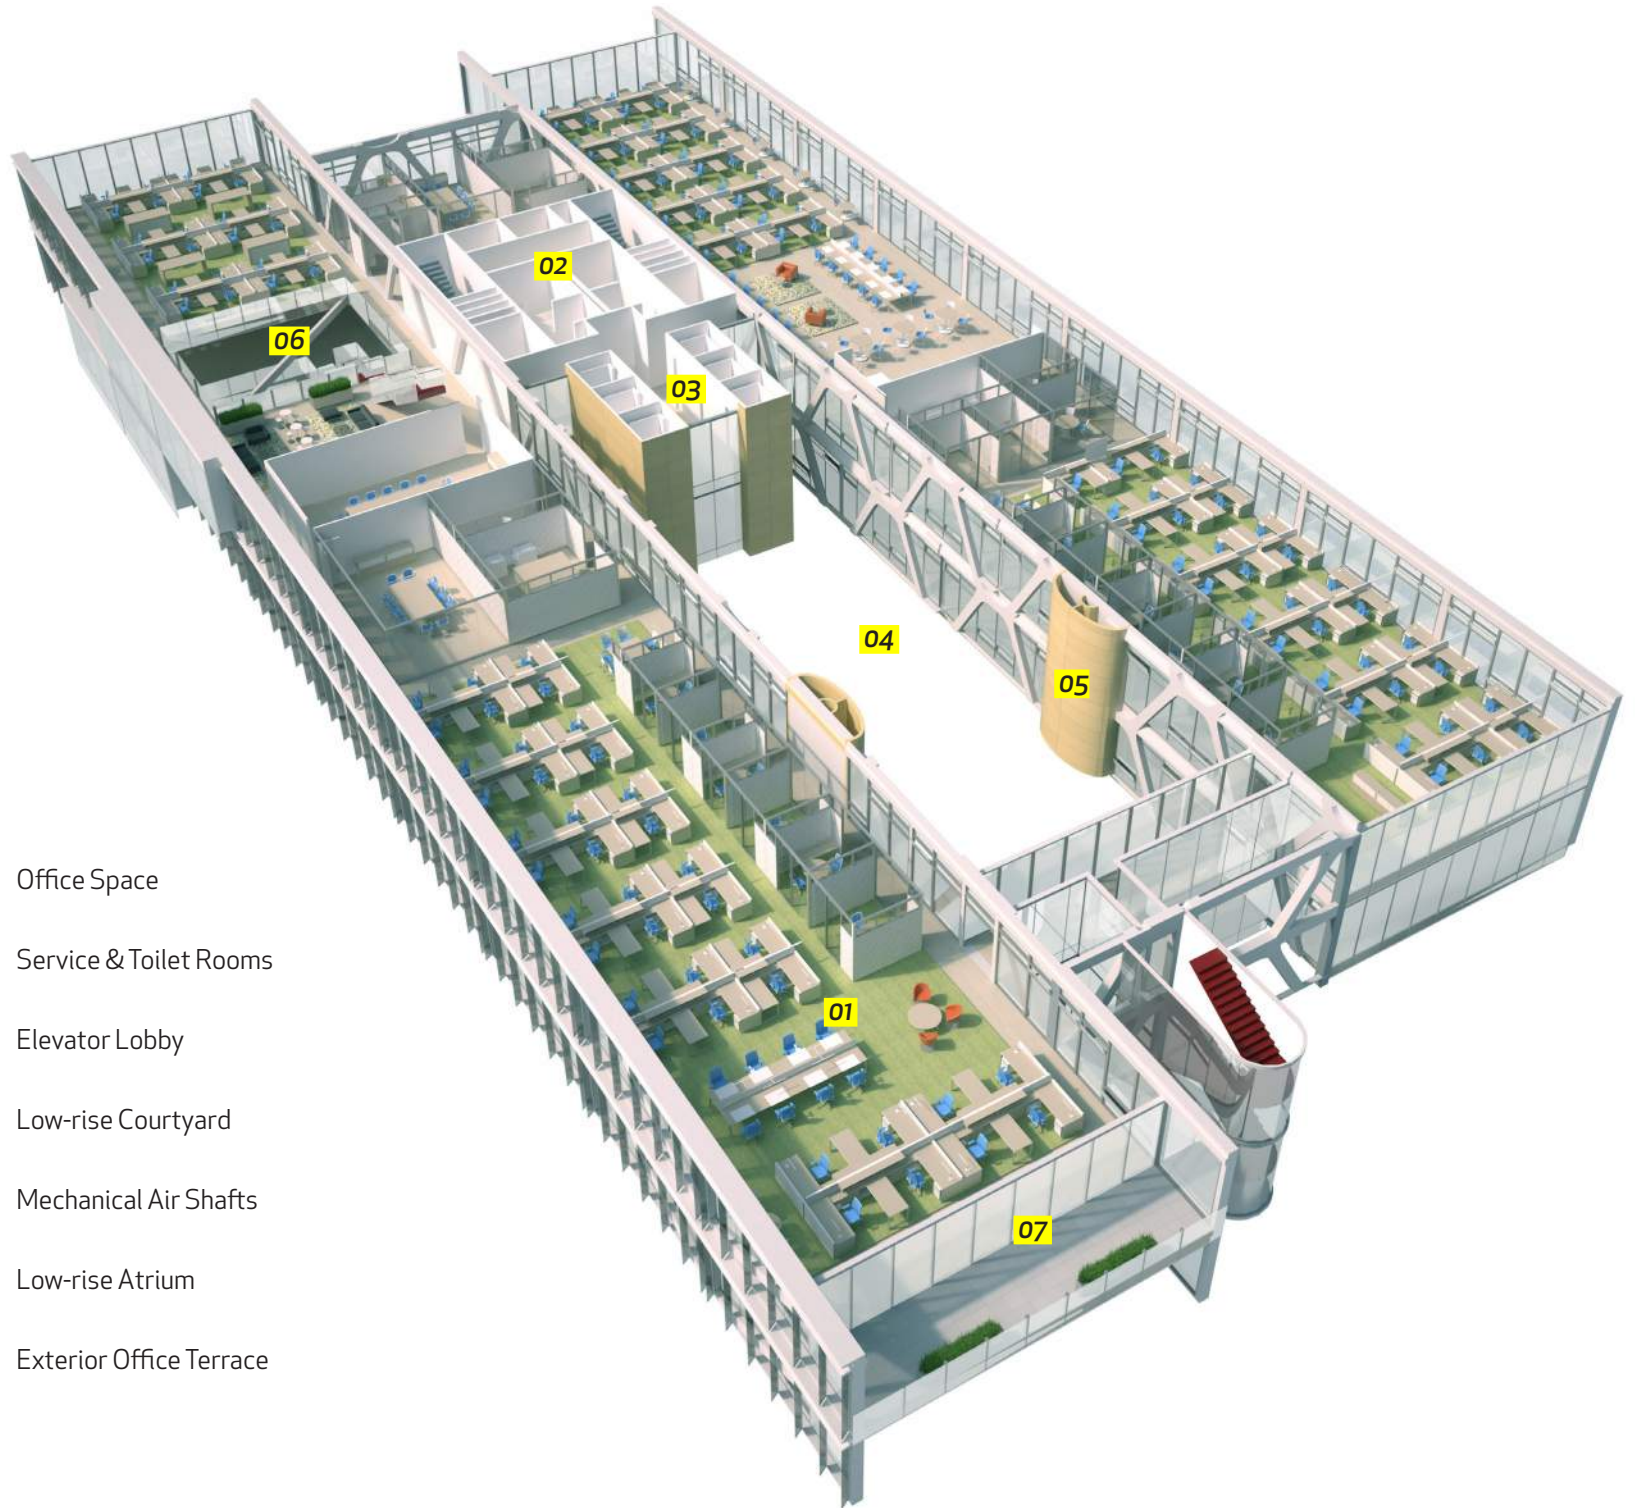 02
06
03
04
05
Office Space
Service & Toilet Rooms
01
Elevator Lobby
Low-rise Courtyard
Mechanical Air Shafts
07
Low-rise Atrium
Exterior Office Terrace